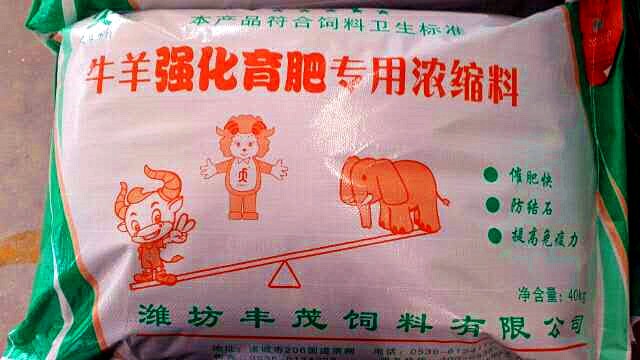 本产品符合饲料卫生标准
牛羊强化育肥专用浓缩料
贞
催肥快
防结石
提高免疫力
净含量:40kg
潍坊丰茂饲料有限公司